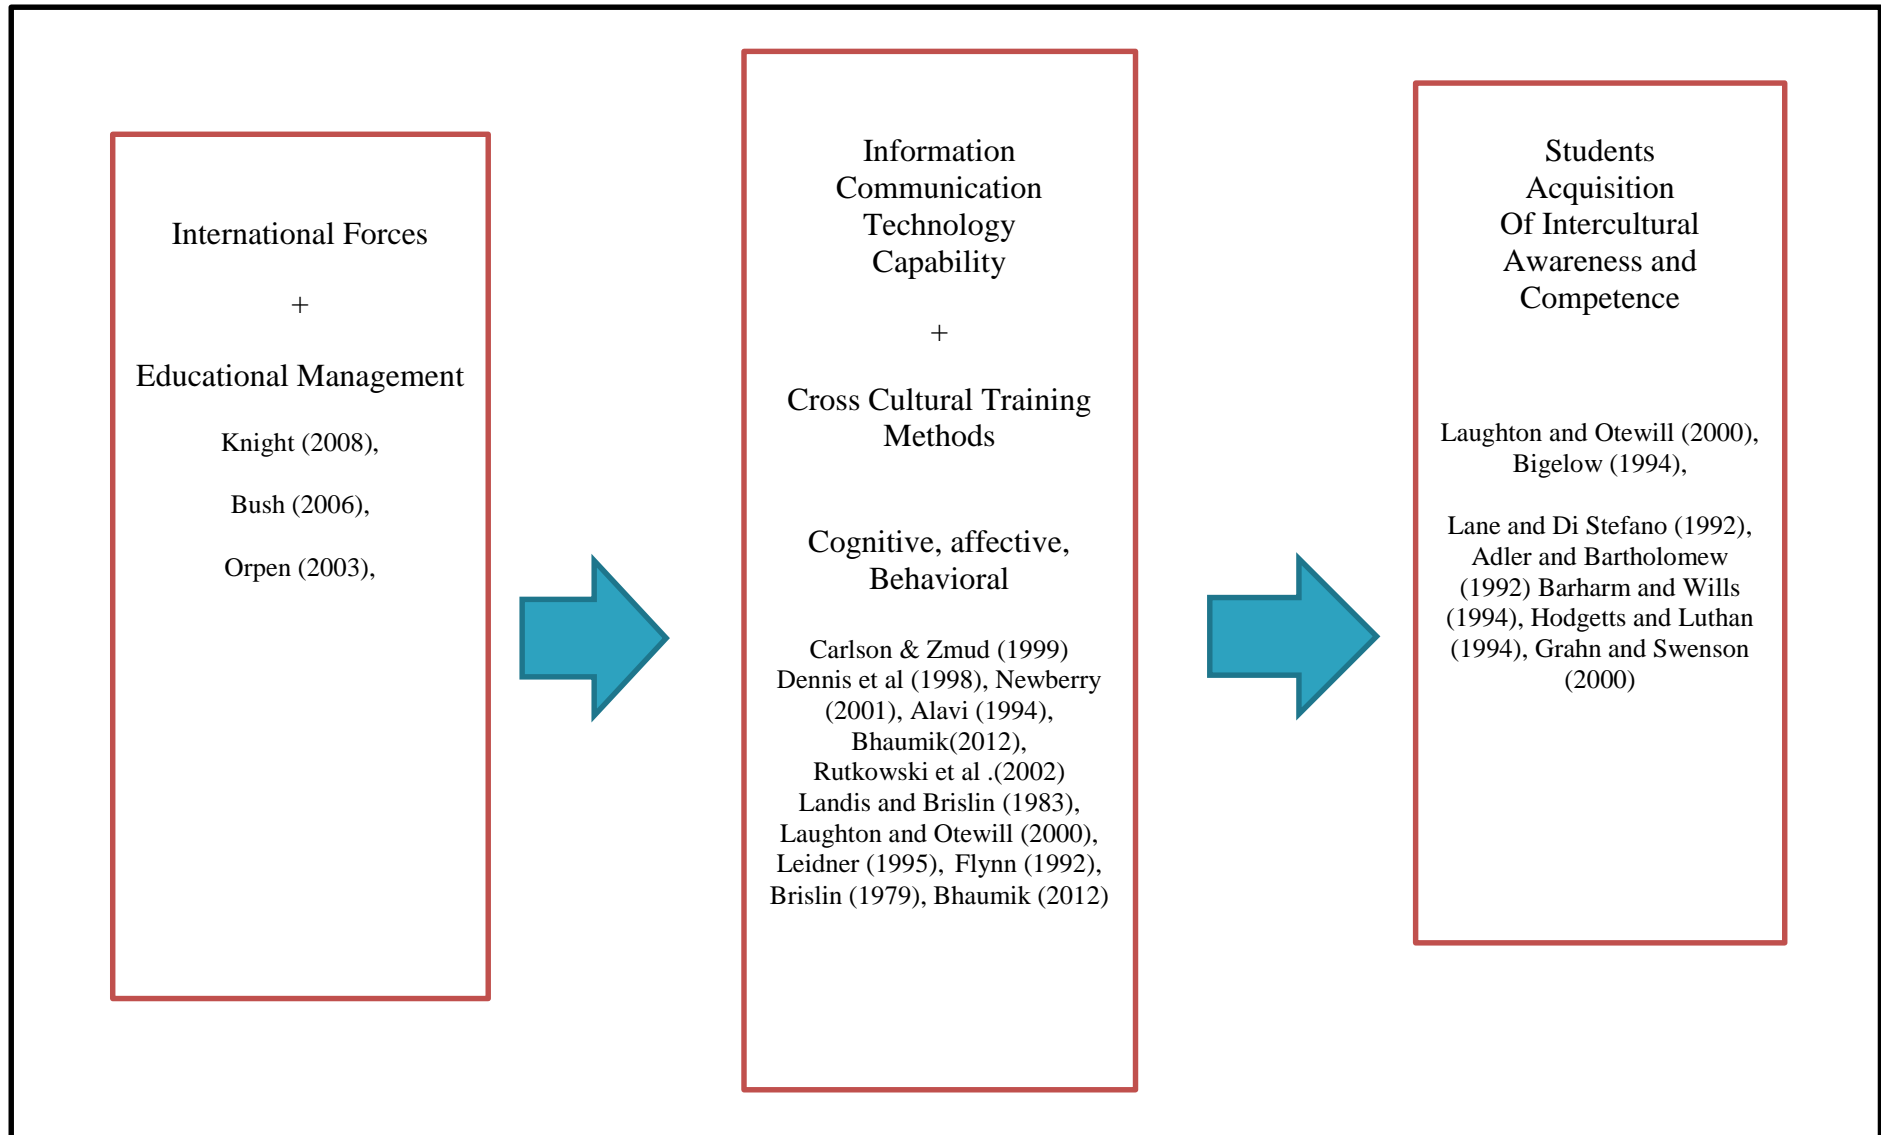 International Forces
+
Educational Management
Knight (2008),
Bush (2006),
Orpen (2003),
Information
Communication
Technology
Capability
+
Cross Cultural Training
Methods
Cognitive, affective,
Behavioral
Carlson & Zmud (1999)
Dennis et al (1998), Newberry
(2001), Alavi (1994),
Bhaumik(2012),
Rutkowski et al .(2002)
Landis and Brislin (1983),
Laughton and Otewill (2000),
Leidner (1995), Flynn (1992),
Brislin (1979), Bhaumik (2012)
Students
Acquisition
Of Intercultural
Awareness and
Competence
Laughton and Otewill (2000),
Bigelow (1994),
Lane and Di Stefano (1992),
Adler and Bartholomew
(1992) Barharm and Wills
(1994), Hodgetts and Luthan
(1994), Grahn and Swenson
(2000)